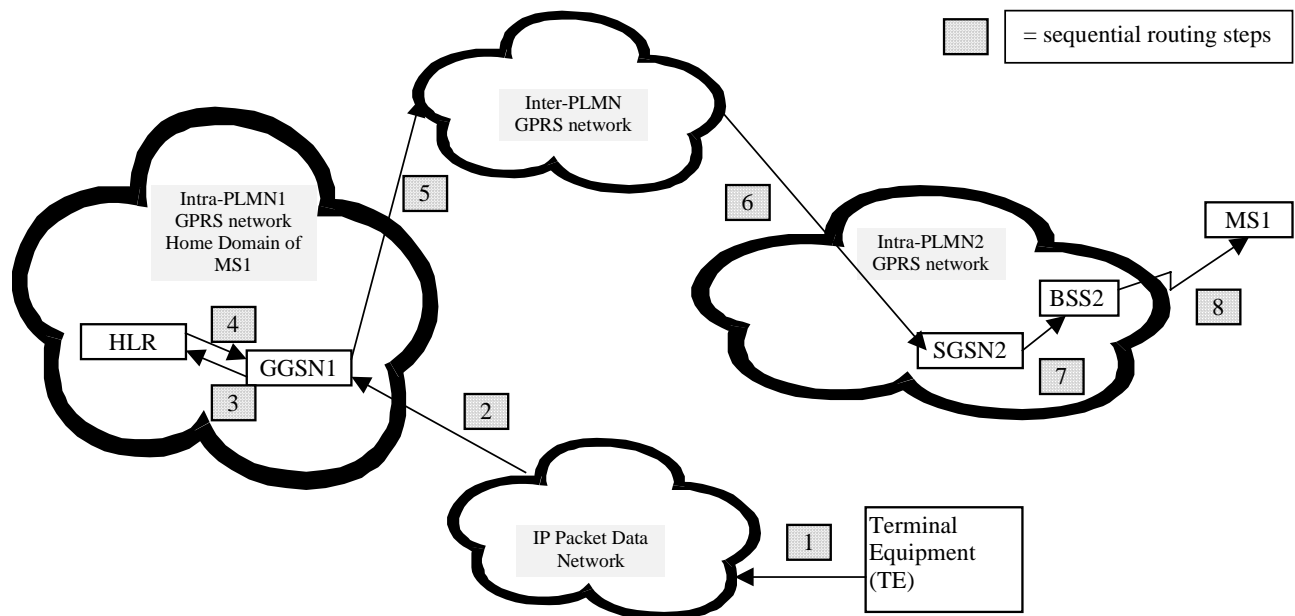 = sequential routing steps
Inter-PLMN
GPRS network
5
6
Intra-PLMN1
GPRS network
Home Domain of
MS1
Intra-PLMN2
GPRS network
MS1
BSS2
8
4
HLR
GGSN1
SGSN2
7
3
2
IP Packet Data
Network
1
Terminal
Equipment
(TE)